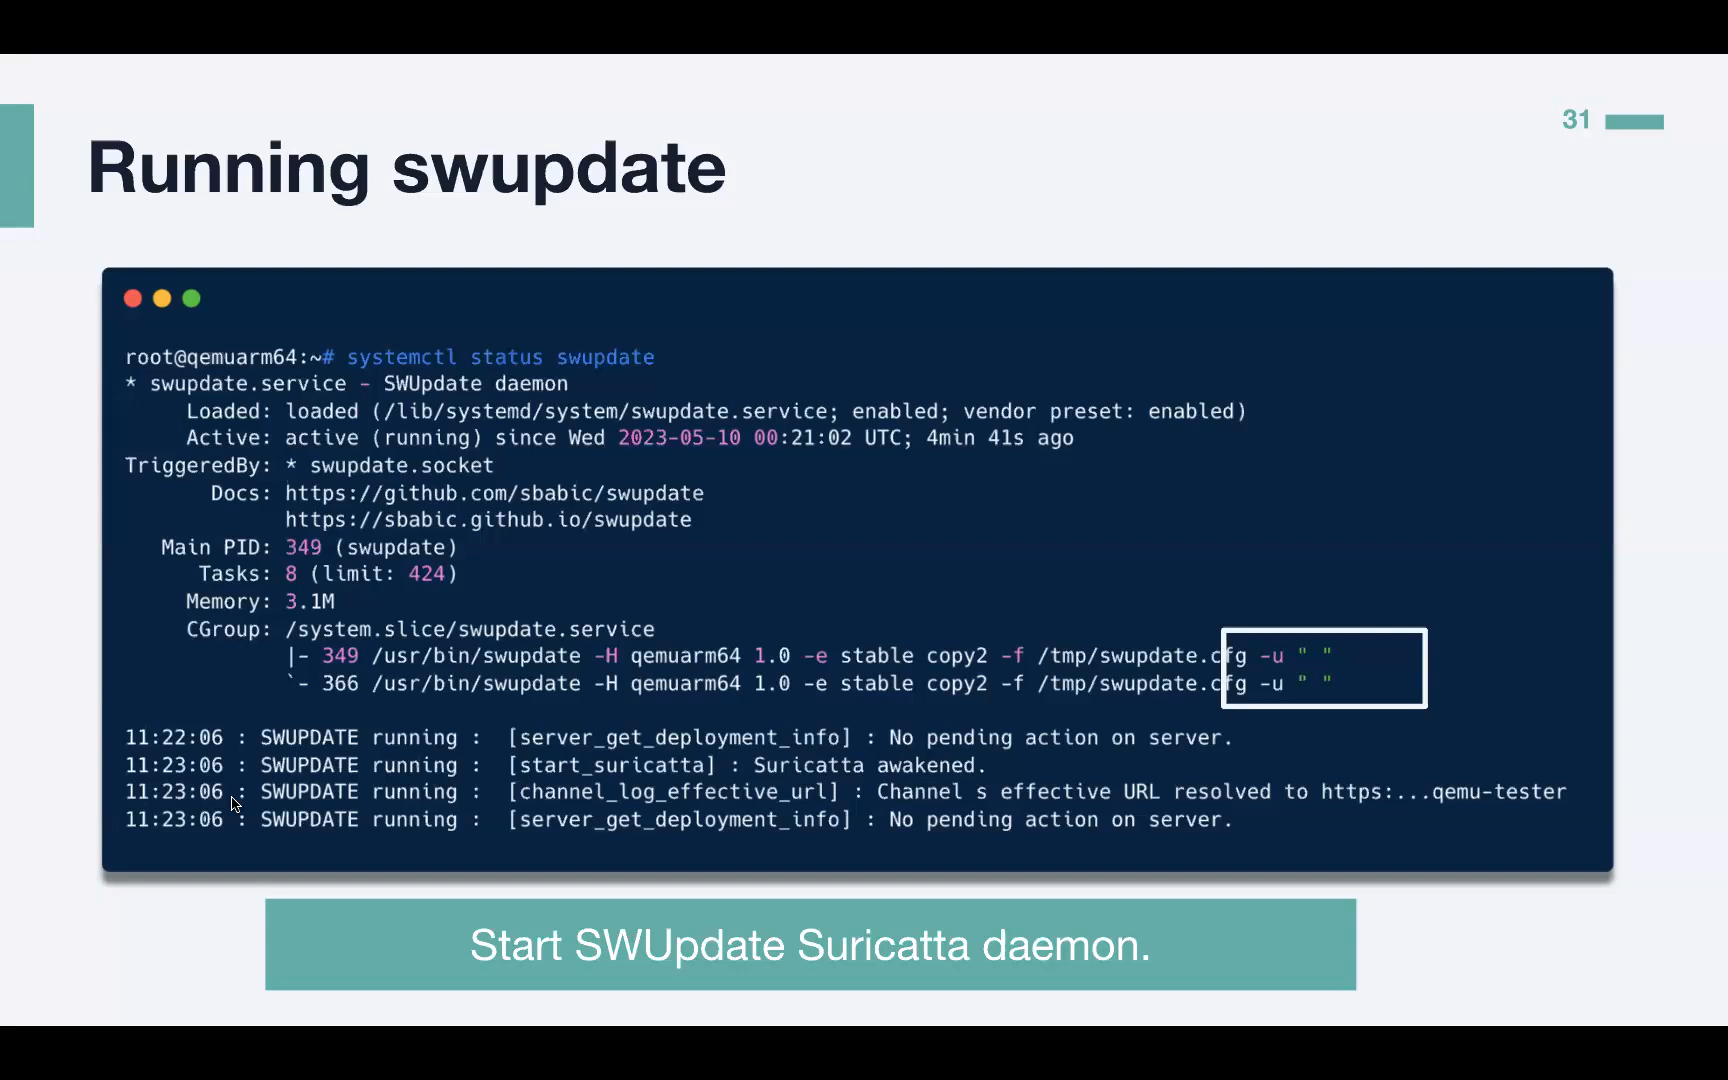 31
Running swupdate
root@qemuarm64:~# systemctl status swupdate
* swupdate.service - SWUpdate daemon
     Loaded: loaded (/lib/systemd/system/swupdate.service; enabled; vendor preset: enabled)
     Active: active (running) since Wed 2023-05-10 00:21:02 UTC; 4min 41s ago
TriggeredBy: * swupdate.socket
       Docs: https://github.com/sbabic/swupdate
             https://sbabic.github.io/swupdate
   Main PID: 349 (swupdate)
      Tasks: 8 (limit: 424)
     Memory: 3.1M
     CGroup: /system.slice/swupdate.service
             |- 349 /usr/bin/swupdate -H qemuarm64 1.0 -e stable copy2 -f /tmp/swupdate.cfg -u " "
             `- 366 /usr/bin/swupdate -H qemuarm64 1.0 -e stable copy2 -f /tmp/swupdate.cfg -u " "
11:22:06 : SWUPDATE running :  [server_get_deployment_info] : No pending action on server.
11:23:06 : SWUPDATE running :  [start_suricatta] : Suricatta awakened.
11:23:06 : SWUPDATE running :  [channel_log_effective_url] : Channel s effective URL resolved to https:...qemu-tester
11:23:06 : SWUPDATE running :  [server_get_deployment_info] : No pending action on server.
Start SWUpdate Suricatta daemon.